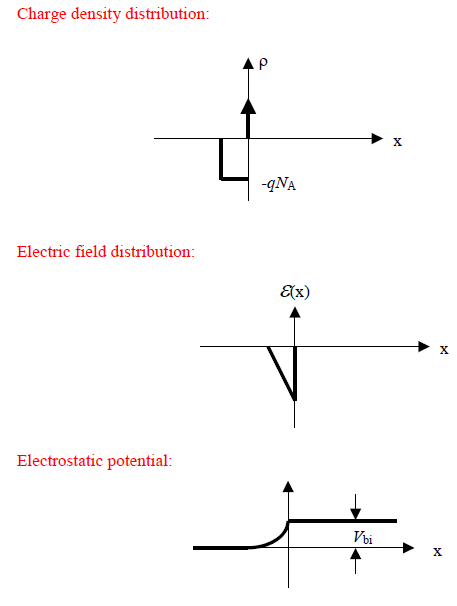 Charge density distribution:
ρ
x
-qNA
Electric field distribution:
ℰ(x)
x
Electrostatic potential:
Vbi
x